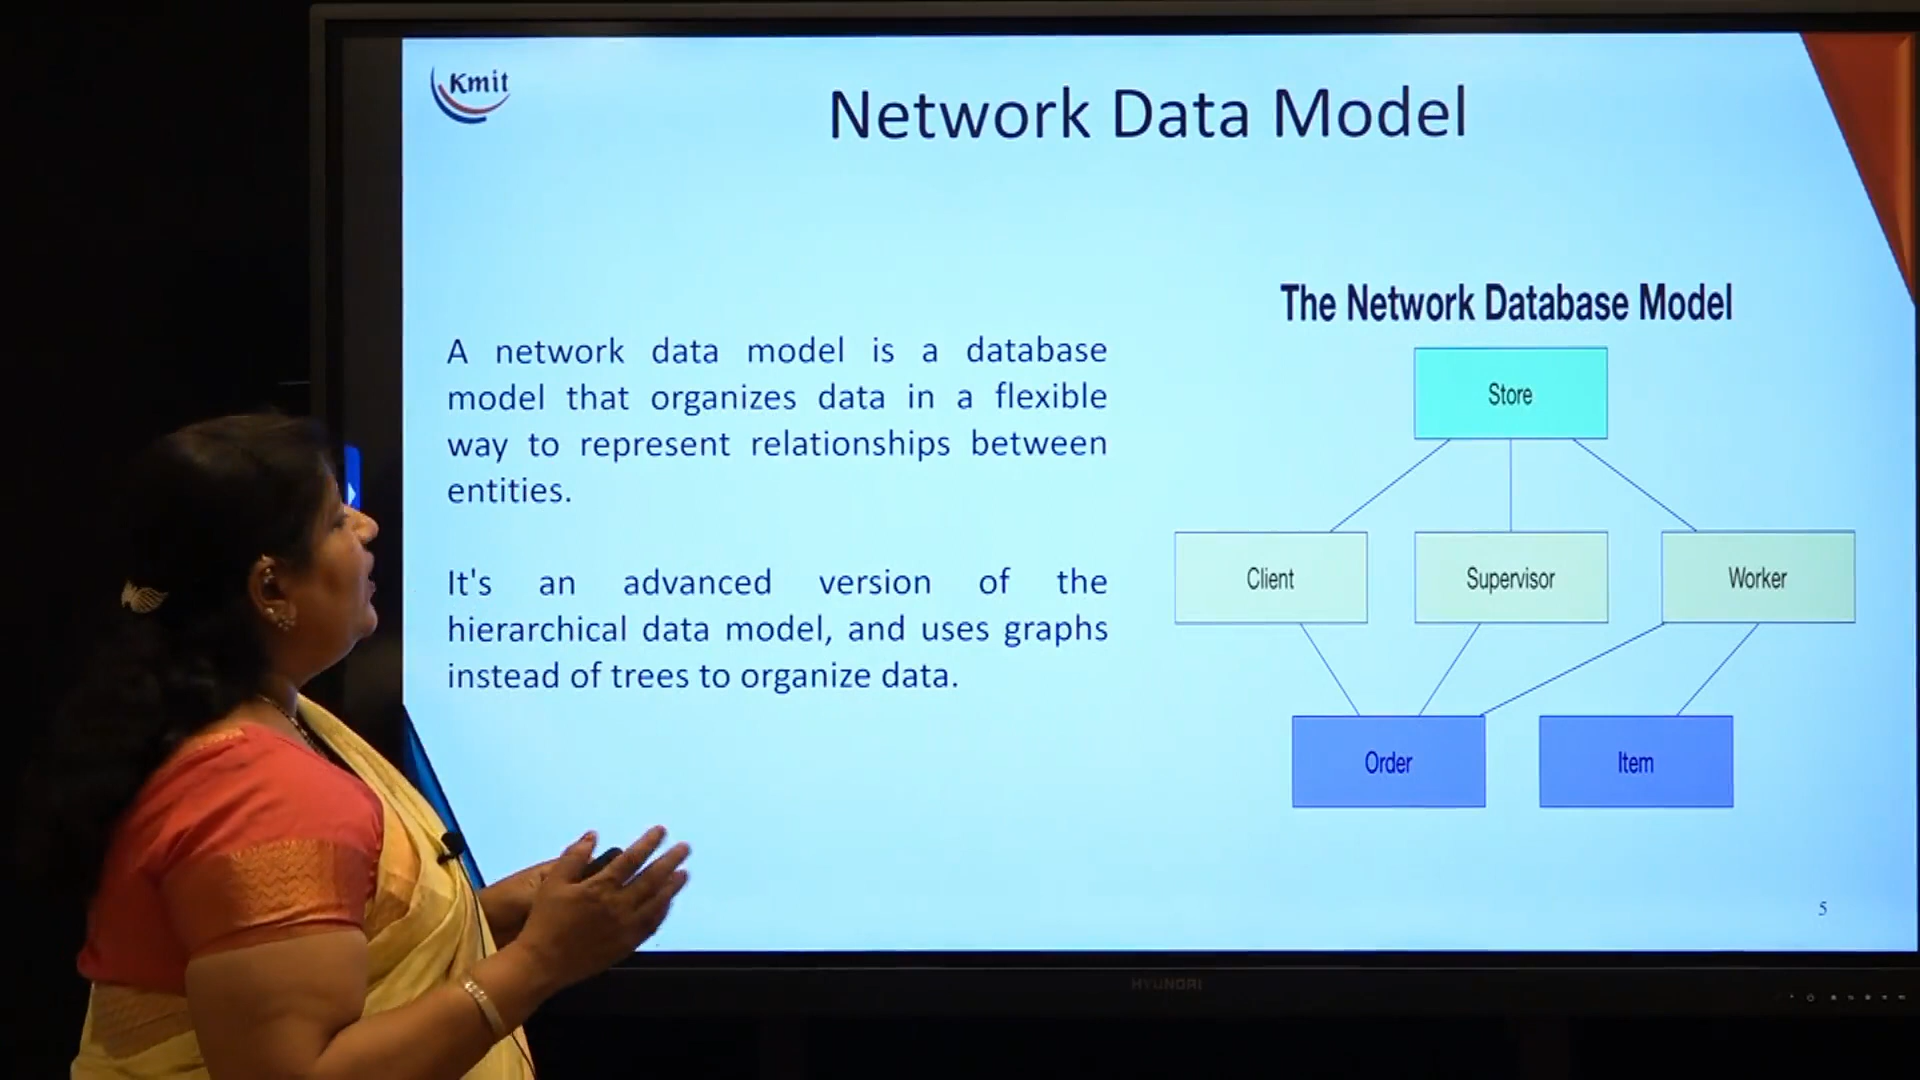 Kmit
Network Data Model
A network data model is a database
model that organizes data in a flexible
way to represent relationships between
entities.
It's an advanced version of the
hierarchical data model, and uses graphs
instead of trees to organize data.
The Network Database Model
Store
Client
Supervisor
Worker
Order
Item
5
HYUNDAI